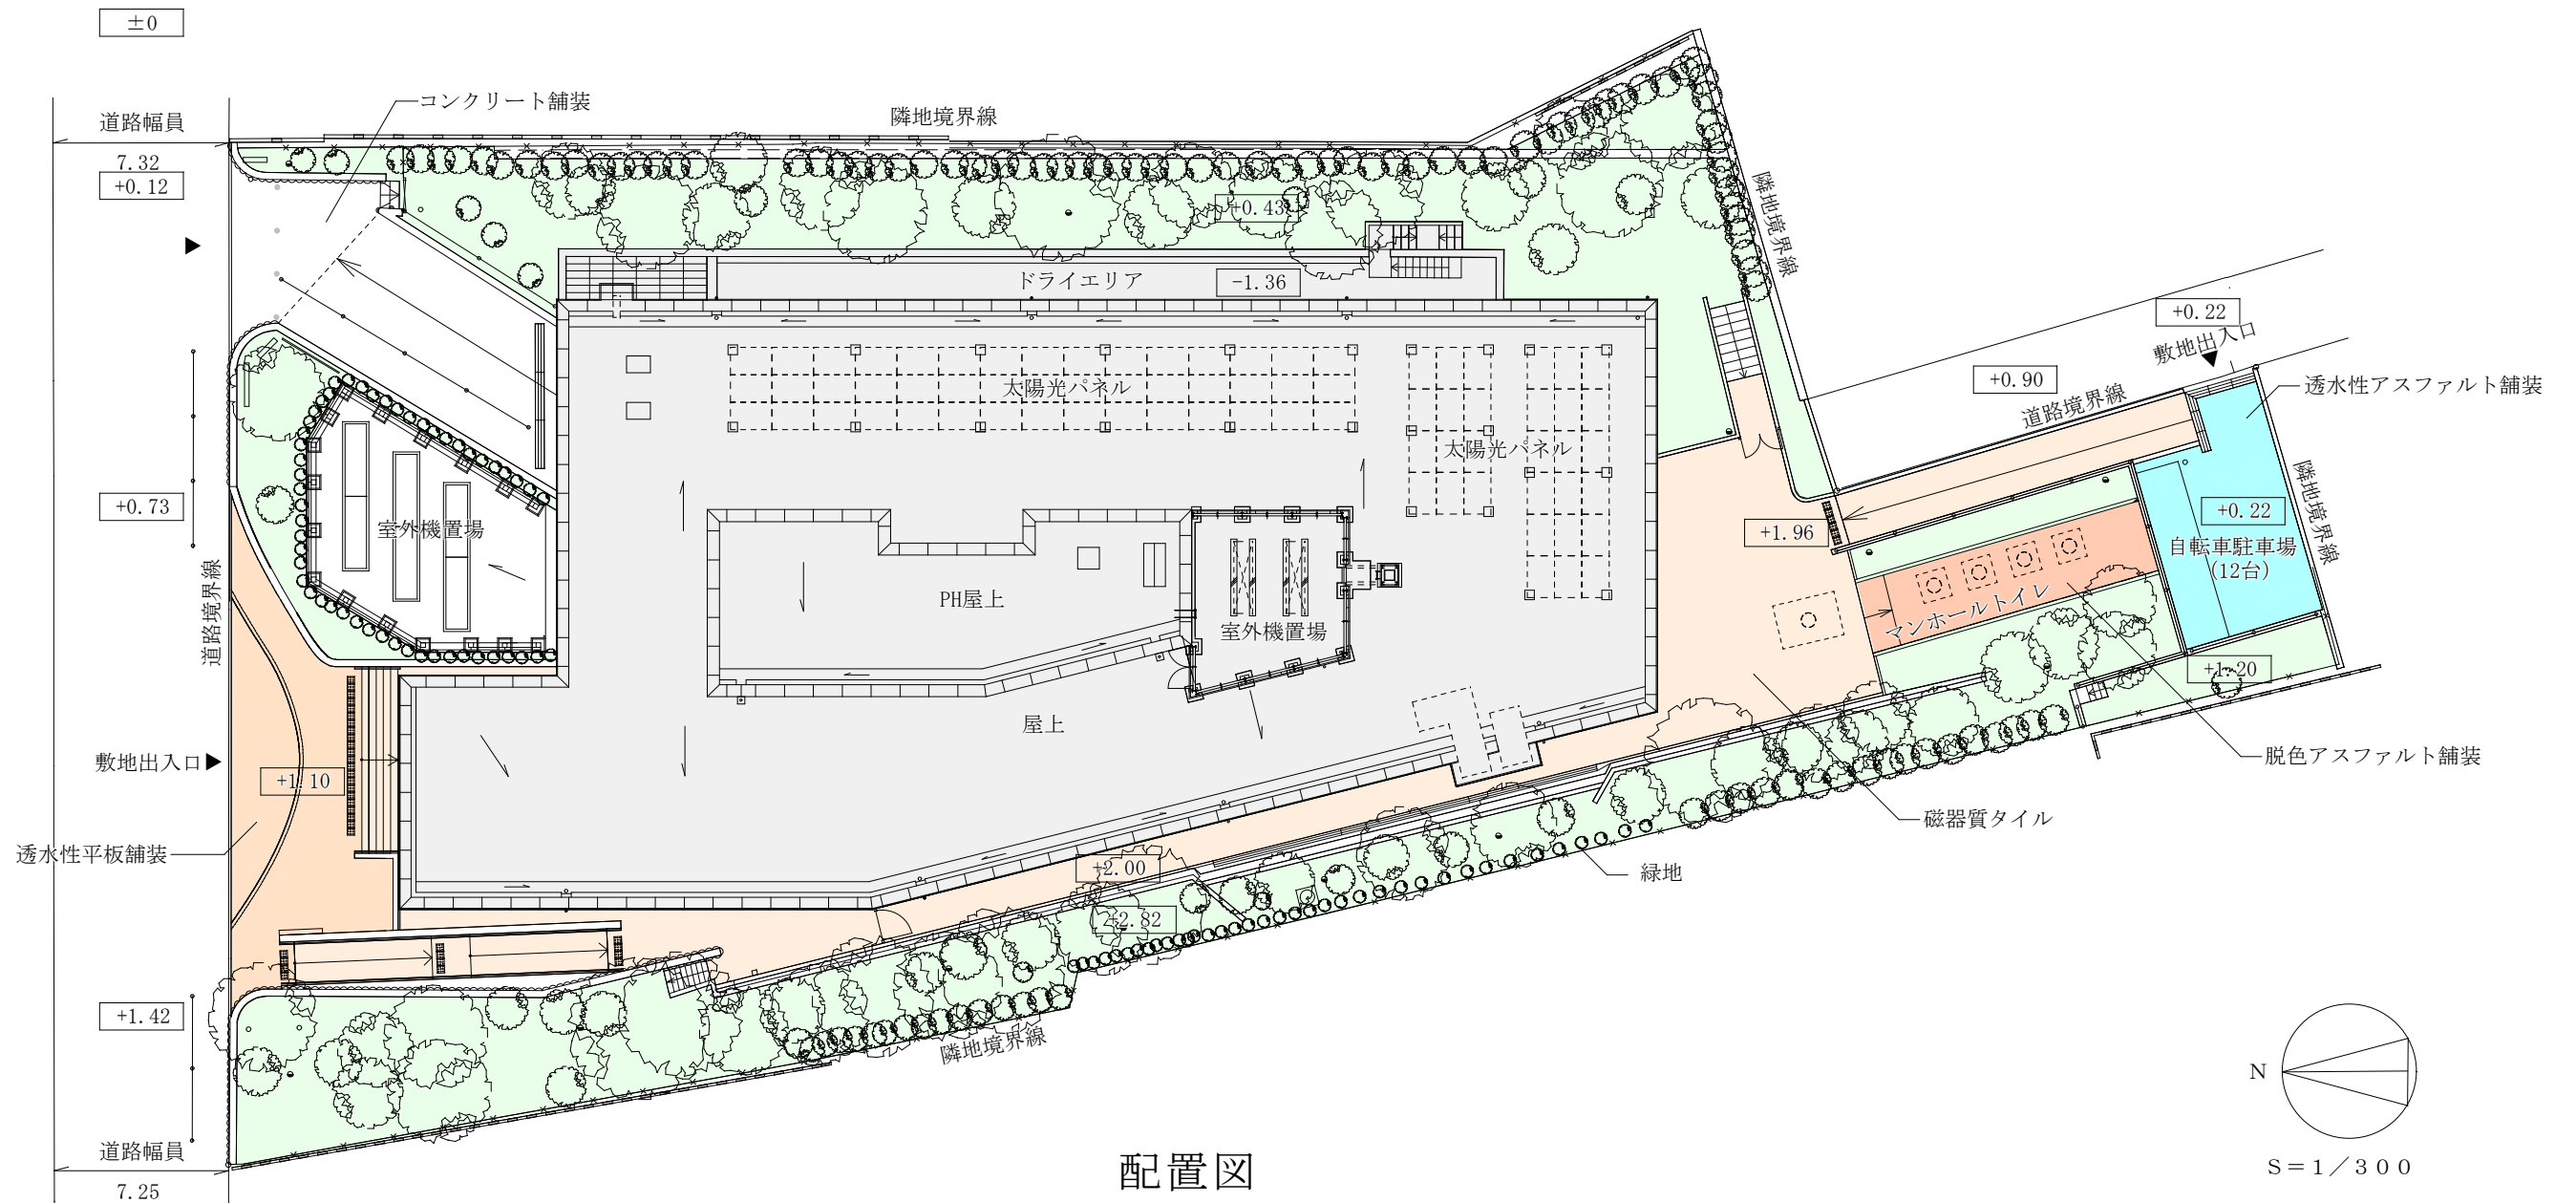 ±0
コンクリート舗装
道路幅員
隣地境界線
7.32
+0.12
隣地境界線
+0.43
ドライエリア
-1.36
+0.22
敷地出入口
+0.90
道路境界線
透水性アスファルト舗装
太陽光パネル
太陽光パネル
+0.73
室外機置場
+1.96
+0.22
隣地境界線
自転車駐車場
(12台)
道路境界線
PH屋上
室外機置場
マンホールトイレ
+1.20
屋上
敷地出入口
+1.10
脱色アスファルト舗装
磁器質タイル
透水性平板舗装
+2.00
緑地
+2.82
+1.42
隣地境界線
N
道路幅員
7.25
配置図
S=1/300